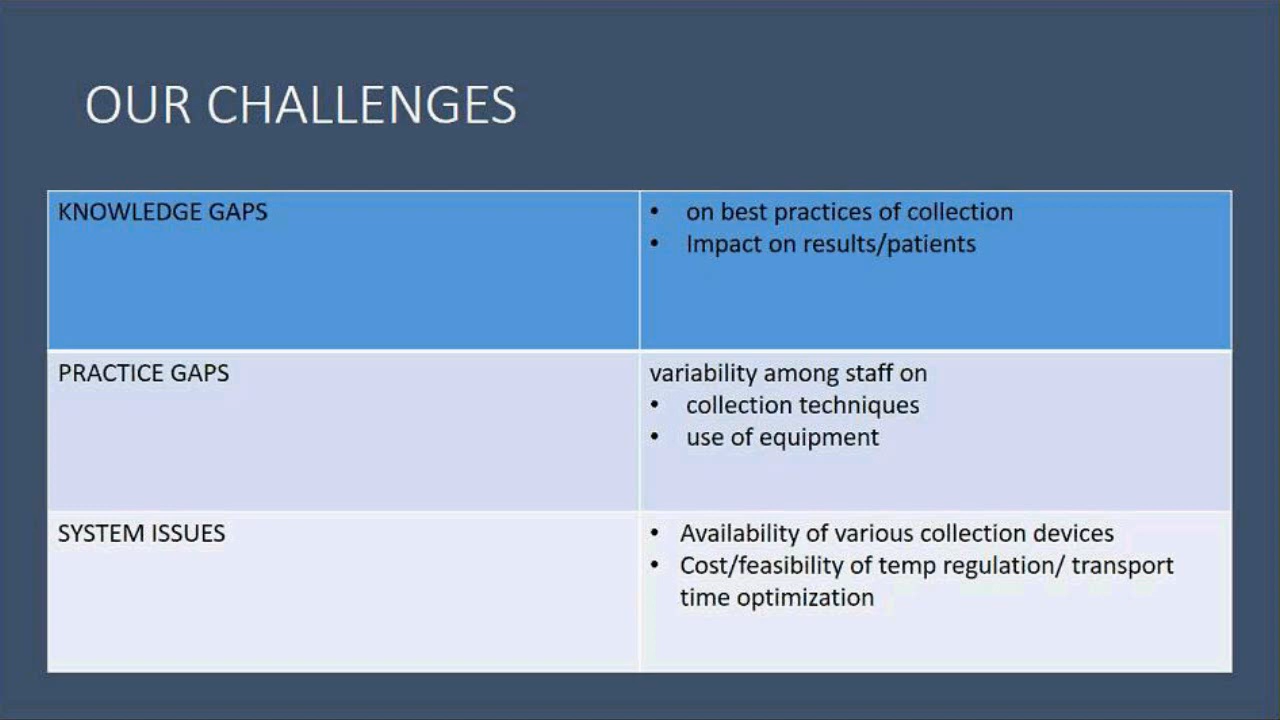 OUR CHALLENGES
KNOWLEDGE GAPS
• on best practices of collection
• Impact on results/patients
PRACTICE GAPS
variability among staff on
• collection techniques
• use of equipment
SYSTEM ISSUES
• Availability of various collection devices
• Cost/feasibility of temp regulation/ transport
time optimization